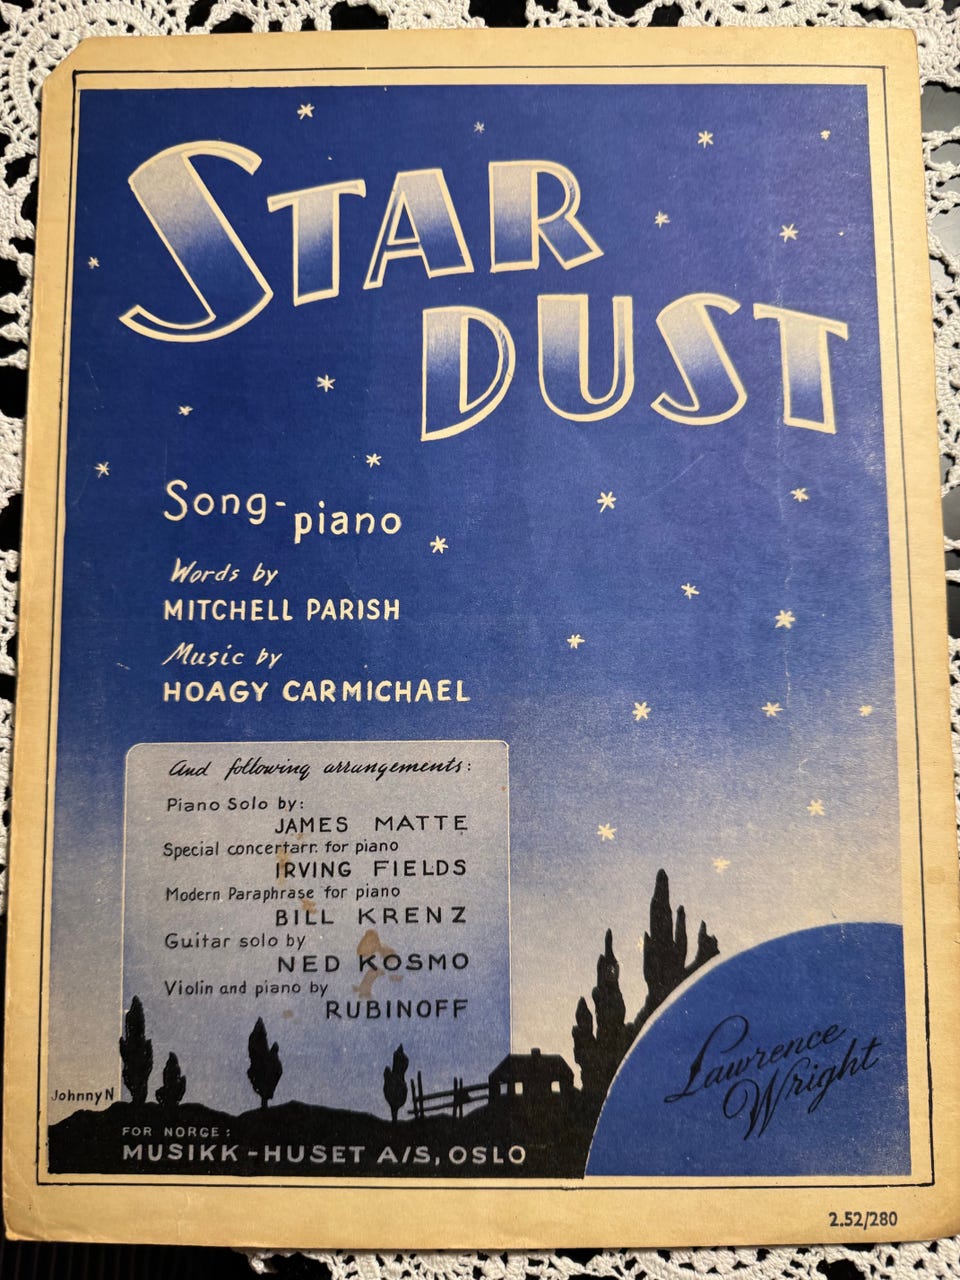 STAR
DUST
Song-piano
Words by
MITCHELL PARISH
Music by
HOAGY CARMICHAEL
And following arrangements:
Piano Solo by:
JAMES MATTE
Special concertarr. for piano
IRVING FIELDS
Modern Paraphrase for piano
BILL KRENZ
Guitar solo by
NED KOSMO
Violin and piano by
RUBINOFF
Lawrence
Wright
Johnny N
FOR NORGE:
MUSIKK-HUSET A/S, OSLO
2.52/280